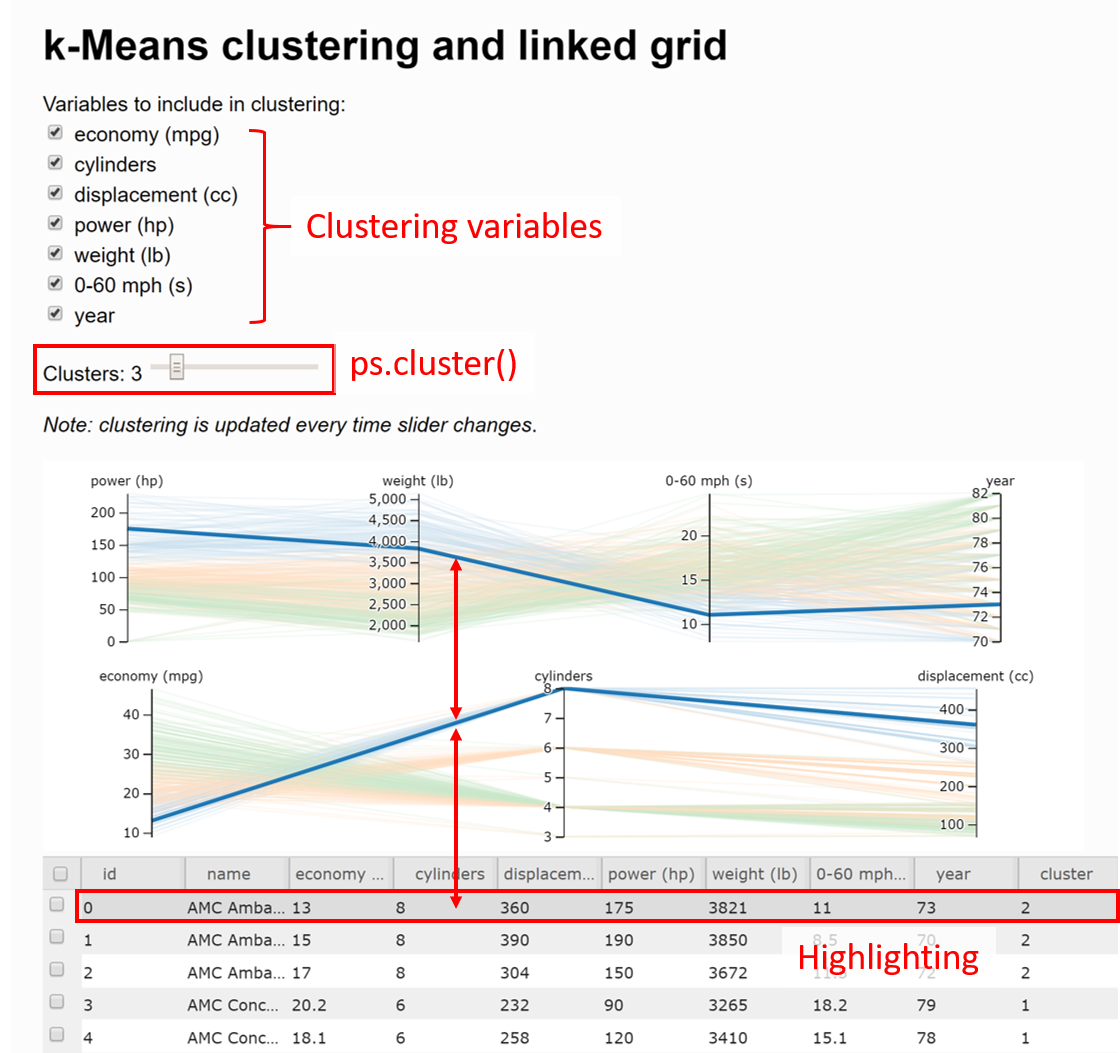 k-Means clustering and linked grid
Variables to include in clustering:
economy (mpg)
cylinders
displacement (cc)
power (hp)
weight (lb)
0-60 mph (s)
year
Clustering variables
Clusters: 3
ps.cluster()
Note: clustering is updated every time slider changes.
power (hp) weight (lb) 0-60 mph (s) year
200
150
100
50
0
5,000
4,500
4,000
3,500
3,000
2,500
2,000
20
15
10
82
80
78
76
74
72
70
economy (mpg) cylinders displacement (cc)
40
30
20
10
8
7
6
5
4
3
400
300
200
100
id name economy ... cylinders displacem... power (hp) weight (lb) 0-60 mph... year cluster
0 AMC Amba... 13 8 360 175 3821 11 73 2
1 AMC Amba... 15 8 390 190 3850 8.5 70 2
2 AMC Amba... 17 8 304 150 3672 11.5 72 2
Highlighting
3 AMC Conc... 20.2 6 232 90 3265 18.2 79 1
4 AMC Conc... 18.1 6 258 120 3410 15.1 78 1